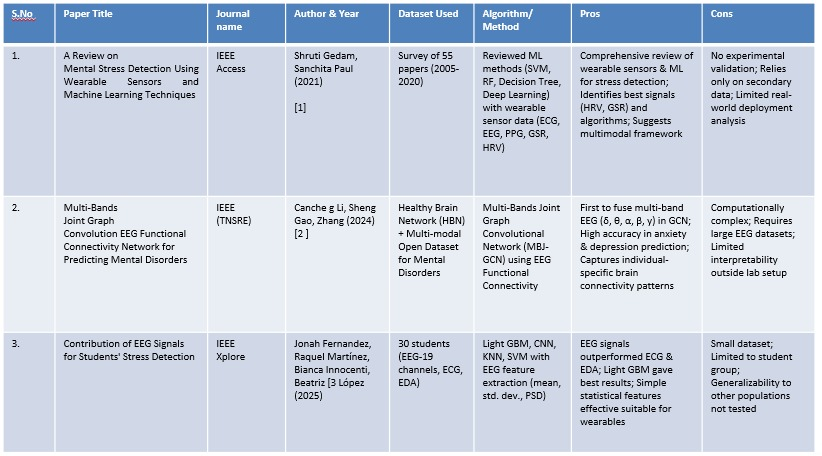 S.No
Paper Title
Journal
name
Author & Year
Dataset Used
Algorithm/
Method
Pros
Cons
1.
A Review on
Mental Stress Detection Using
Wearable Sensors and
Machine Learning Techniques
IEEE
Access
Shruti Gedam,
Sanchita Paul
(2021)
[1]
Survey of 55
papers (2005-
2020)
Reviewed ML
methods (SVM,
RF, Decision Tree,
Deep Learning)
with wearable
sensor data (ECG,
EEG, PPG, GSR,
HRV)
Comprehensive review of
wearable sensors & ML
for stress detection;
Identifies best signals
(HRV, GSR) and
algorithms; Suggests
multimodal framework
No experimental
validation; Relies
only on secondary
data; Limited real-
world deployment
analysis
2.
Multi-Bands
Joint Graph
Convolution EEG Functional
Connectivity Network for
Predicting Mental Disorders
IEEE
(TNSRE)
Canche g Li, Sheng
Gao, Zhang (2024)
[2 ]
Healthy Brain
Network (HBN)
+ Multi-modal
Open Dataset
for Mental
Disorders
Multi-Bands Joint
Graph
Convolutional
Network (MBJ-
GCN) using EEG
Functional
Connectivity
First to fuse multi-band
EEG (δ, θ, α, β, γ) in GCN;
High accuracy in anxiety
& depression prediction;
Captures individual-
specific brain
connectivity patterns
Computationally
complex; Requires
large EEG datasets;
Limited
interpretability
outside lab setup
3.
Contribution of EEG Signals
for Students' Stress Detection
IEEE
Xplore
Jonah Fernandez,
Raquel Martínez,
Bianca Innocenti,
Beatriz [3 López
(2025)
30 students
(EEG-19
channels, ECG,
EDA)
Light GBM, CNN,
KNN, SVM with
EEG feature
extraction (mean,
std. dev., PSD)
EEG signals
outperformed ECG &
EDA; Light GBM gave
best results; Simple
statistical features
effective suitable for
wearables
Small dataset;
Limited to student
group;
Generalizability to
other populations
not tested